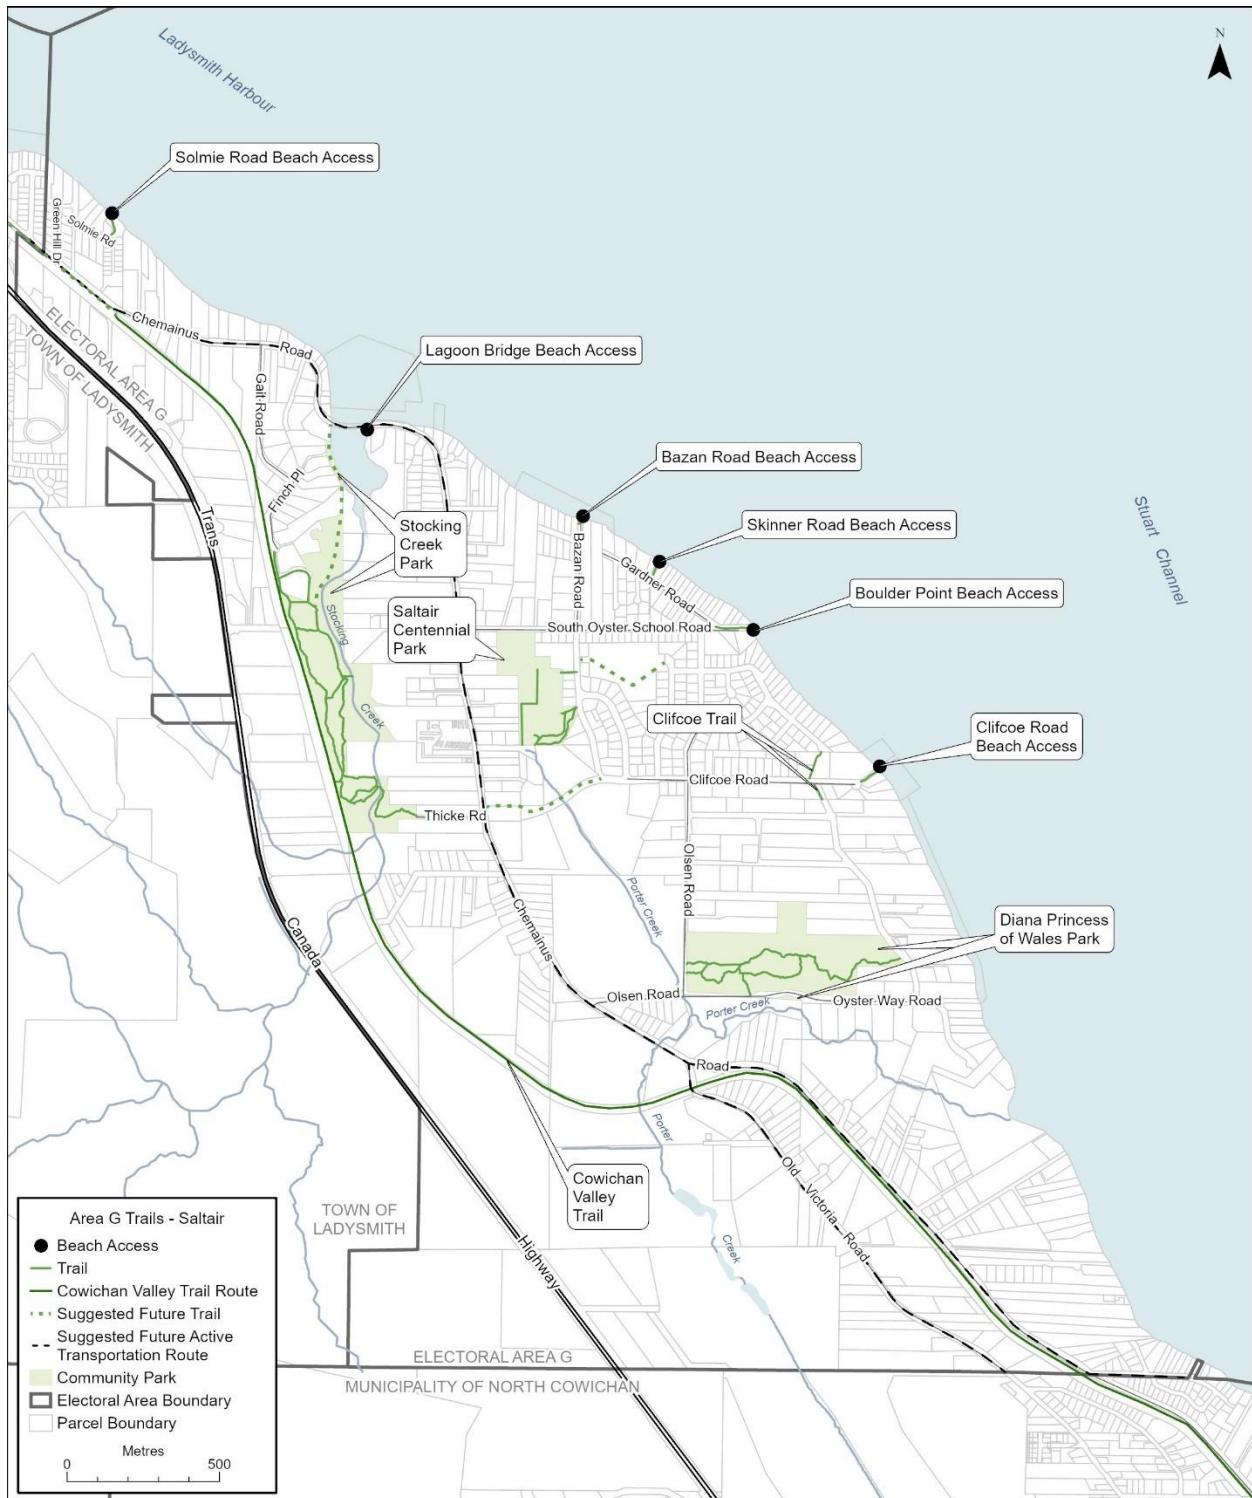 N
Ladysmith
Harbour
Solmie Road Beach Access
Green Hill Dr
Solmie Rd
Chemainus
Road
Lagoon Bridge Beach Access
ELECTORAL AREA G
TOWN OF LADYSMITH
Gait Road
Bazan Road Beach Access
Finch Pl
Trans
Stocking
Creek
Park
Skinner Road Beach Access
Stuart Channel
Bazan Road
Gardner Road
Boulder Point Beach Access
Stocking
Saltair
Centennial
Park
South Oyster School Road
Creek
Clifcoe Trail
Clifcoe Road
Beach Access
Clifcoe Road
Thicke Rd
Olsen Road
Porter Creek
Chemainus
Diana Princess
of Wales Park
Canada
Olsen Road
Oyster Way Road
Porter Creek
Road
Porter
Cowichan
Valley
Trail
Old Victoria Road
TOWN OF
LADYSMITH
Highway
Creek
ELECTORAL AREA G
MUNICIPALITY OF NORTH COWICHAN
Area G Trails - Saltair
Beach Access
Trail
Cowichan Valley Trail Route
Suggested Future Trail
Suggested Future Active
Transportation Route
Community Park
Electoral Area Boundary
Parcel Boundary
Metres
0 500